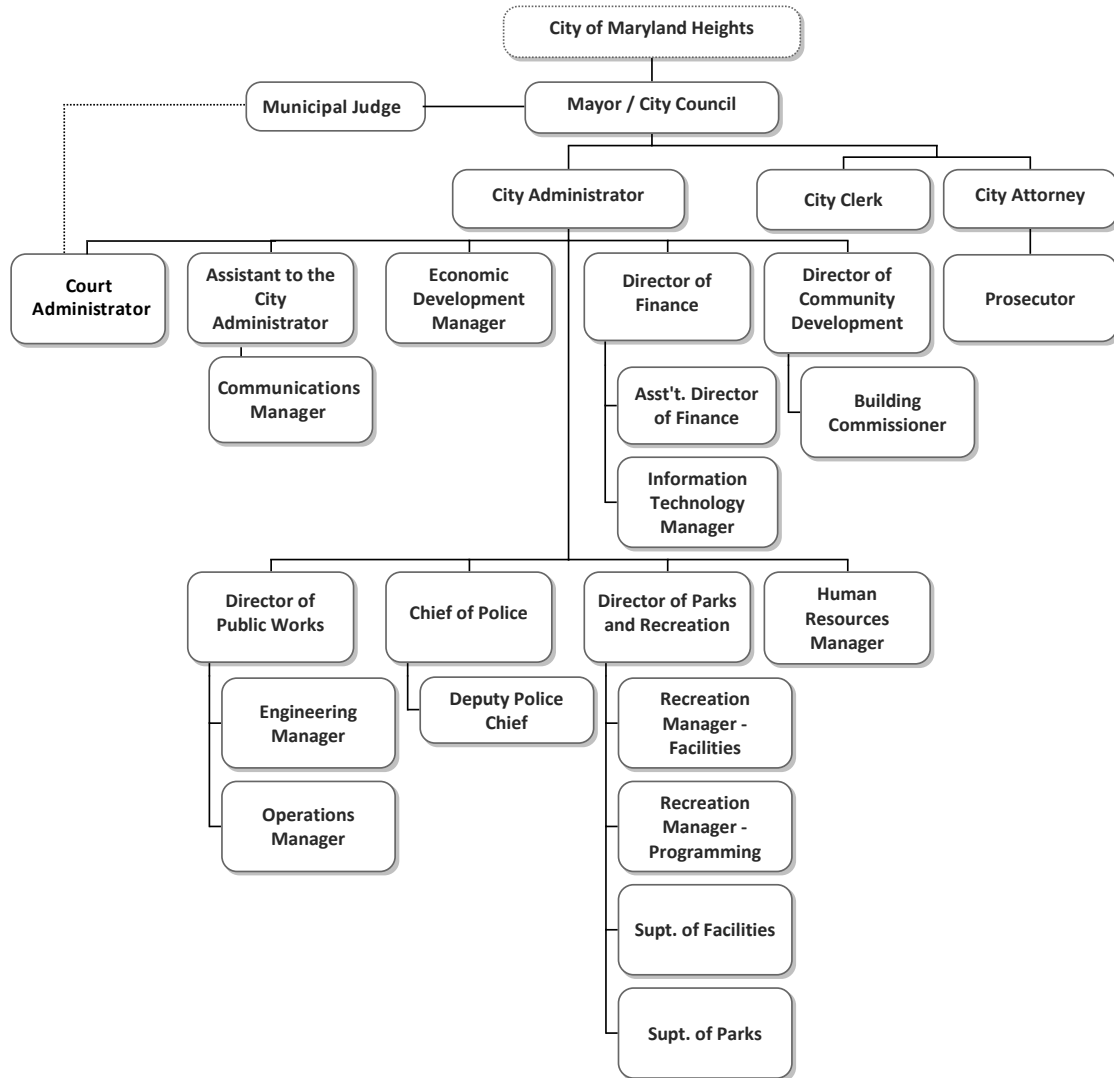 City of Maryland Heights
Municipal Judge
Mayor / City Council
City Administrator
City Clerk
City Attorney
Court
Administrator
Assistant to the
City
Administrator
Economic
Development
Manager
Director of
Finance
Director of
Community
Development
Prosecutor
Communications
Manager
Asst't. Director
of Finance
Building
Commissioner
Information
Technology
Manager
Director of
Public Works
Chief of Police
Director of Parks
and Recreation
Human
Resources
Manager
Engineering
Manager
Deputy Police
Chief
Recreation
Manager -
Facilities
Operations
Manager
Recreation
Manager -
Programming
Supt. of Facilities
Supt. of Parks